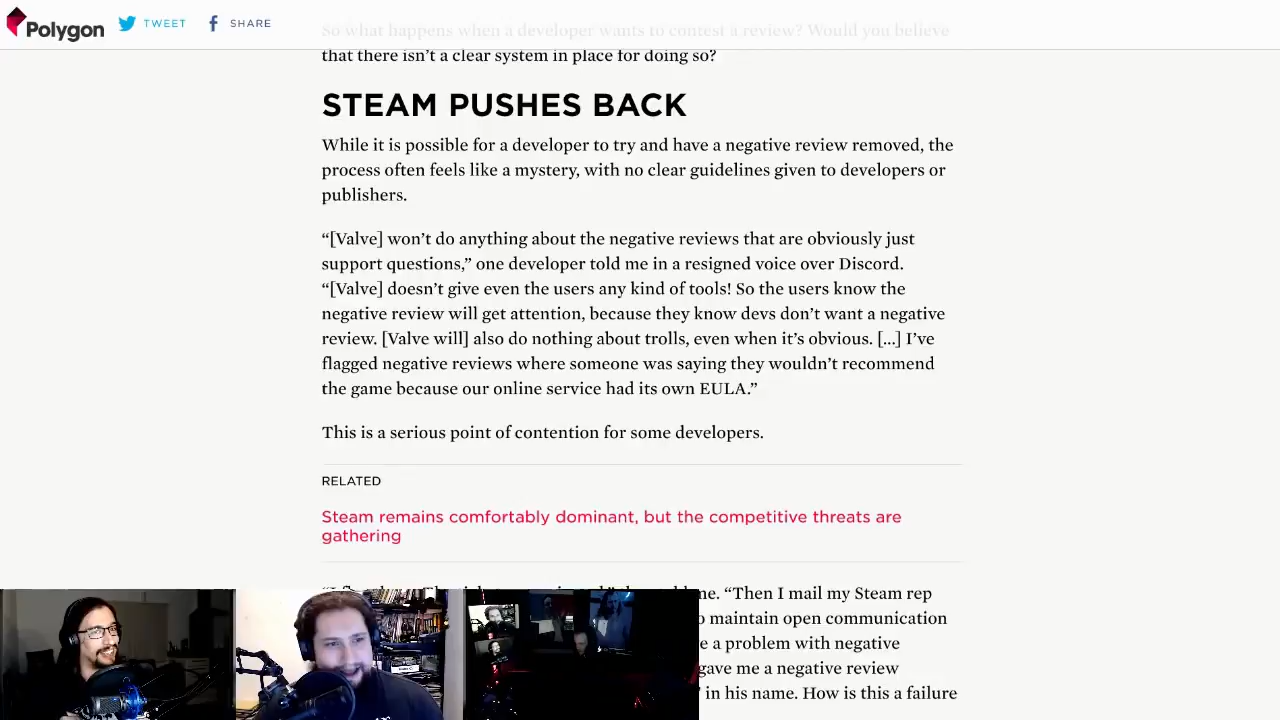 Polygon TWEET SHARE
So what happens when a developer wants to contest a review? Would you believe
that there isn’t a clear system in place for doing so?
STEAM PUSHES BACK
While it is possible for a developer to try and have a negative review removed, the
process often feels like a mystery, with no clear guidelines given to developers or
publishers.
“[Valve] won’t do anything about the negative reviews that are obviously just
support questions,” one developer told me in a resigned voice over Discord.
“[Valve] doesn’t give even the users any kind of tools! So the users know the
negative review will get attention, because they know devs don’t want a negative
review. [Valve will] also do nothing about trolls, even when it’s obvious. [...] I’ve
flagged negative reviews where someone was saying they wouldn’t recommend
the game because our online service had its own EULA.”
This is a serious point of contention for some developers.
RELATED
Steam remains comfortably dominant, but the competitive threats are
gathering
“Then I mail my Steam rep
maintain open communication
a problem with negative
gave me a negative review
in his name. How is this a failure